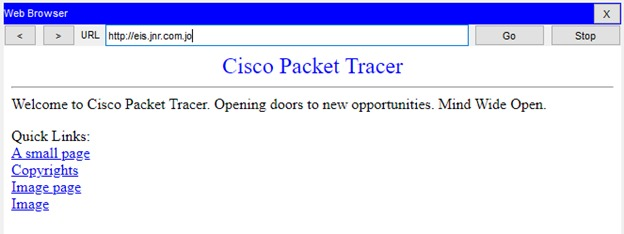 Web Browser X
< > URL http://eis.jnr.com.jo Go Stop
Cisco Packet Tracer
Welcome to Cisco Packet Tracer. Opening doors to new opportunities. Mind Wide Open.
Quick Links:
A small page
Copyrights
Image page
Image